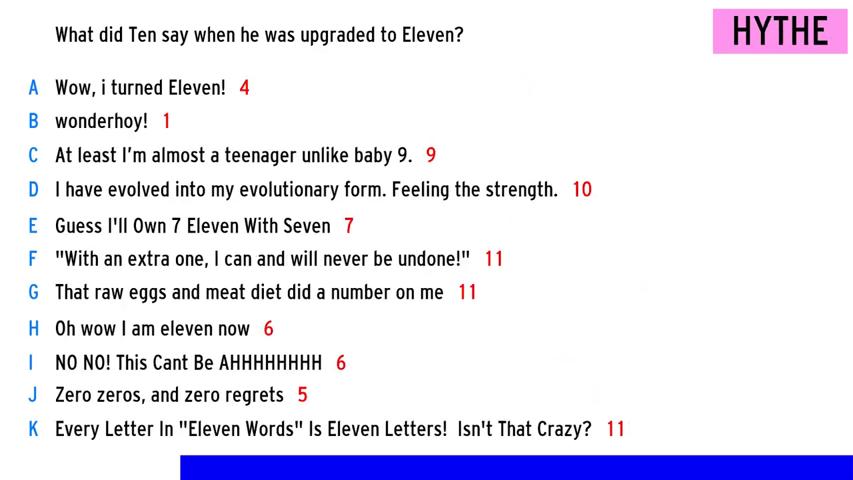 What did Ten say when he was upgraded to Eleven?
HYTHE
A Wow, i turned Eleven! 4
B wonderhoy! 1
C At least I'm almost a teenager unlike baby 9. 9
D I have evolved into my evolutionary form. Feeling the strength. 10
E Guess I'll Own 7 Eleven With Seven 7
F "With an extra one, I can and will never be undone!" 11
G That raw eggs and meat diet did a number on me 11
H Oh wow I am eleven now 6
I NO NO! This Cant Be AHHHHHHHH 6
J Zero zeros, and zero regrets 5
K Every Letter In "Eleven Words" Is Eleven Letters! Isn't That Crazy? 11